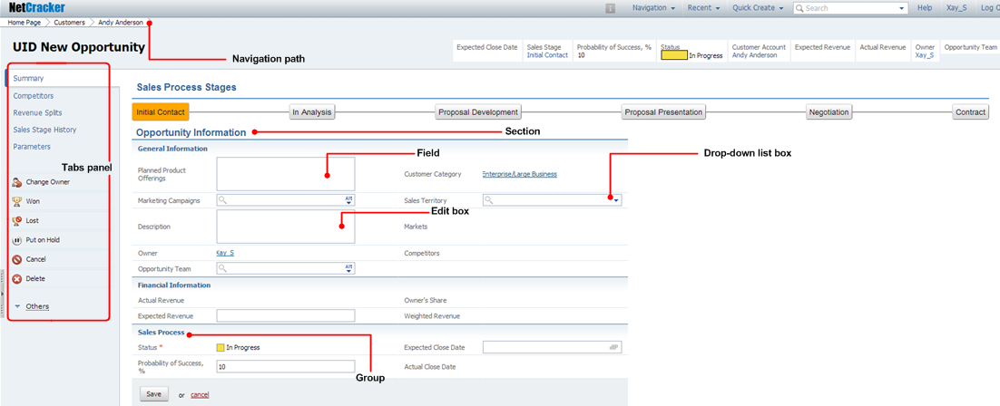 NetCracker
Navigation Recent Quick Create Search Help Xay_S Log O
Home Page Customers Andy Anderson
Navigation path
UID New Opportunity
Expected Close Date
Sales Stage
Initial Contact
Probability of Success, %
10
Status
In Progress
Customer Account
Andy Anderson
Expected Revenue
Actual Revenue
Owner
Xay_S
Opportunity Team
Summary
Competitors
Revenue Splits
Sales Stage History
Parameters
Tabs panel
Change Owner
Won
Lost
Put on Hold
Cancel
Delete
Others
Sales Process Stages
Initial Contact In Analysis Proposal Development Proposal Presentation Negotiation Contract
Opportunity Information
Section
General Information
Field
Drop-down list box
Planned Product
Offerings
Customer Category Enterprise/Large Business
Marketing Campaigns
Sales Territory
Edit box
Description
Markets
Owner Xay_S
Competitors
Opportunity Team
Financial Information
Actual Revenue
Owner's Share
Expected Revenue
Weighted Revenue
Sales Process
Status * In Progress
Expected Close Date
Probability of Success,
%
10
Actual Close Date
Group
Save or cancel